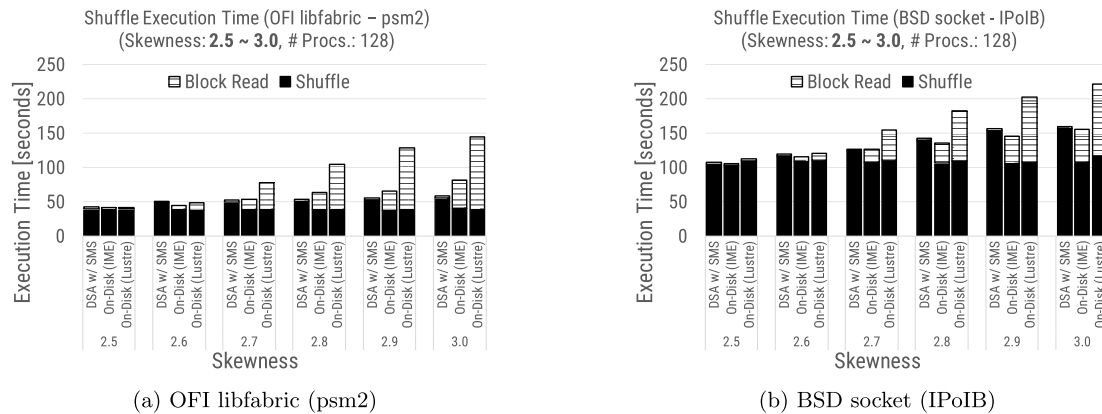 Shuffle Execution Time (OFI libfabric – psm2)
(Skewness: 2.5 ~ 3.0, # Procs.: 128)
Execution Time [seconds]
250
200
150
100
50
0
Block Read
Shuffle
DSA w/ SMS
On-Disk (IME)
On-Disk (Lustre)
DSA w/ SMS
On-Disk (IME)
On-Disk (Lustre)
DSA w/ SMS
On-Disk (IME)
On-Disk (Lustre)
DSA w/ SMS
On-Disk (IME)
On-Disk (Lustre)
DSA w/ SMS
On-Disk (IME)
On-Disk (Lustre)
DSA w/ SMS
On-Disk (IME)
On-Disk (Lustre)
2.5 2.6 2.7 2.8 2.9 3.0
Skewness
(a) OFI libfabric (psm2)
Shuffle Execution Time (BSD socket - IPoIB)
(Skewness: 2.5 ~ 3.0, # Procs.: 128)
Execution Time [seconds]
250
200
150
100
50
0
Block Read
Shuffle
DSA w/ SMS
On-Disk (IME)
On-Disk (Lustre)
DSA w/ SMS
On-Disk (IME)
On-Disk (Lustre)
DSA w/ SMS
On-Disk (IME)
On-Disk (Lustre)
DSA w/ SMS
On-Disk (IME)
On-Disk (Lustre)
DSA w/ SMS
On-Disk (IME)
On-Disk (Lustre)
DSA w/ SMS
On-Disk (IME)
On-Disk (Lustre)
2.5 2.6 2.7 2.8 2.9 3.0
Skewness
(b) BSD socket (IPoIB)